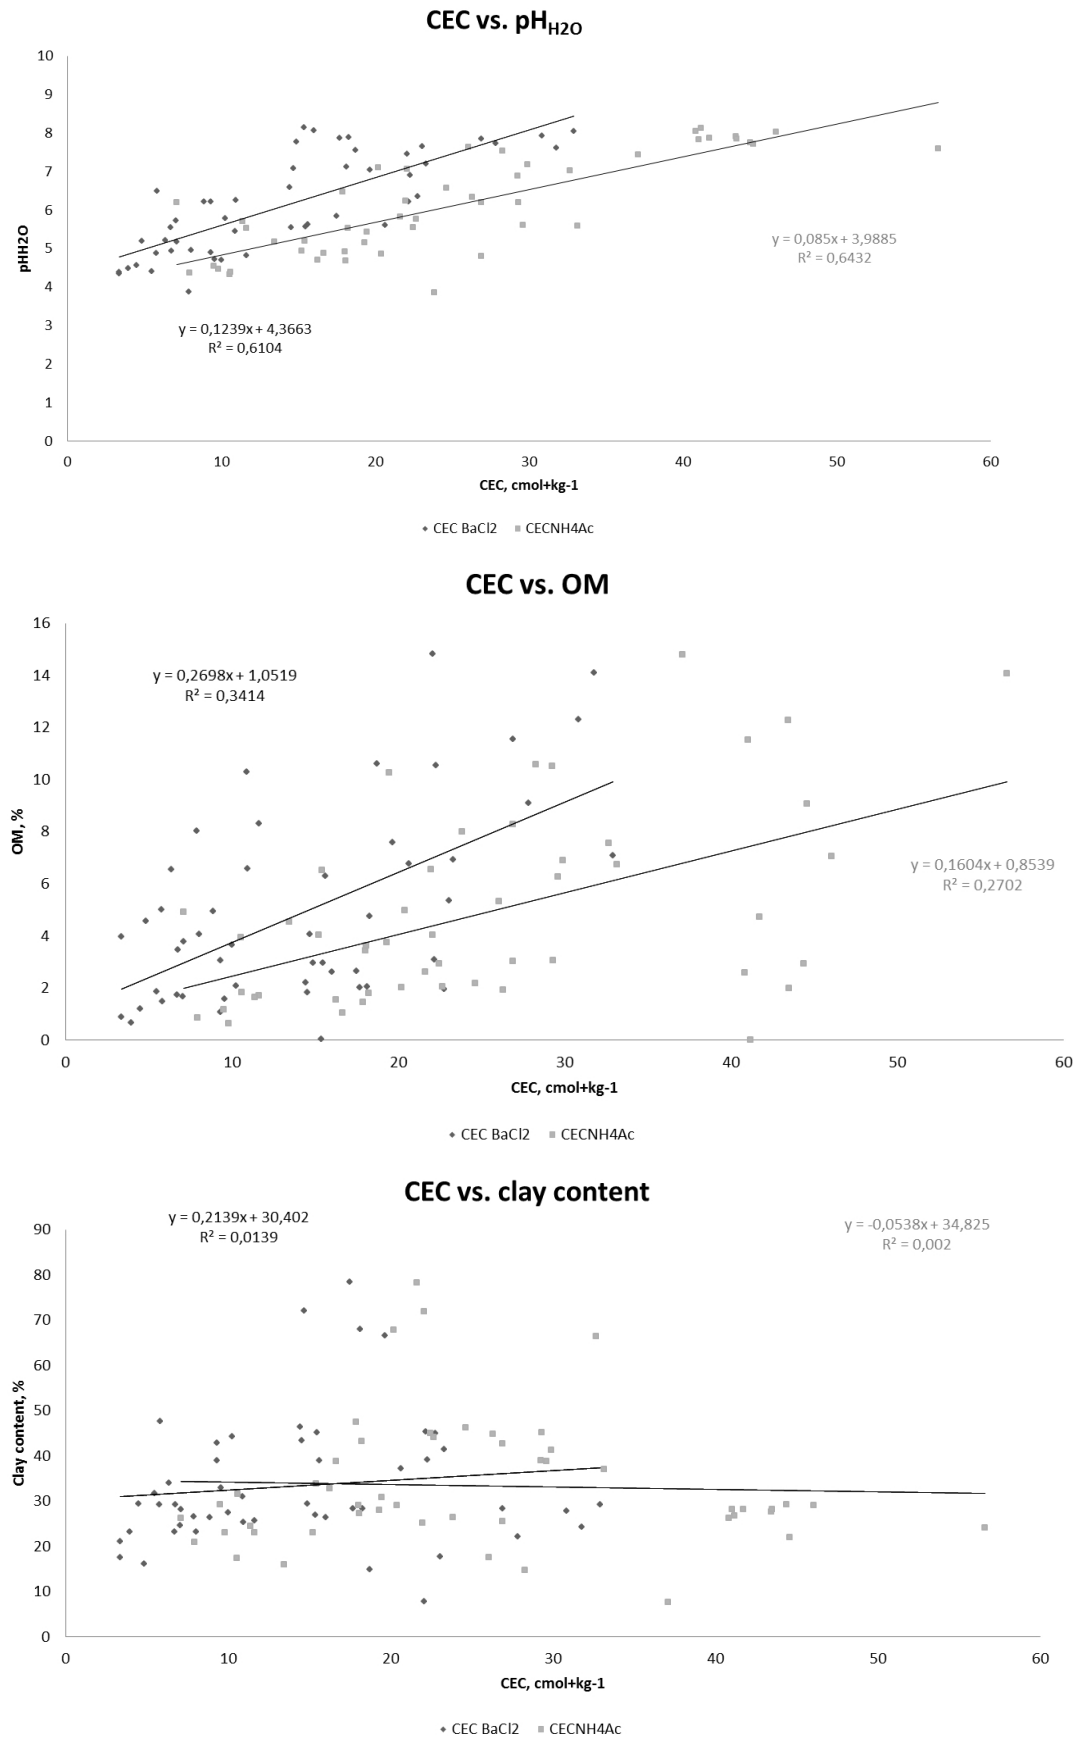 CEC vs. pHH2O
10
9
8
7
6
5
4
3
2
1
0
pHH2O
y = 0,085x + 3,9885
R² = 0,6432
y = 0,1239x + 4,3663
R² = 0,6104
0 10 20 30 40 50 60
CEC, cmol+kg-1
CEC BaCl2 CECNH4Ac
CEC vs. OM
16
14
12
10
8
6
4
2
0
OM, %
y = 0,2698x + 1,0519
R² = 0,3414
y = 0,1604x + 0,8539
R² = 0,2702
0 10 20 30 40 50 60
CEC, cmol+kg-1
CEC BaCl2 CECNH4Ac
CEC vs. clay content
y = 0,2139x + 30,402
R² = 0,0139
y = -0,0538x + 34,825
R² = 0,002
90
80
70
60
50
40
30
20
10
0
Clay content, %
0 10 20 30 40 50 60
CEC, cmol+kg-1
CEC BaCl2 CECNH4Ac